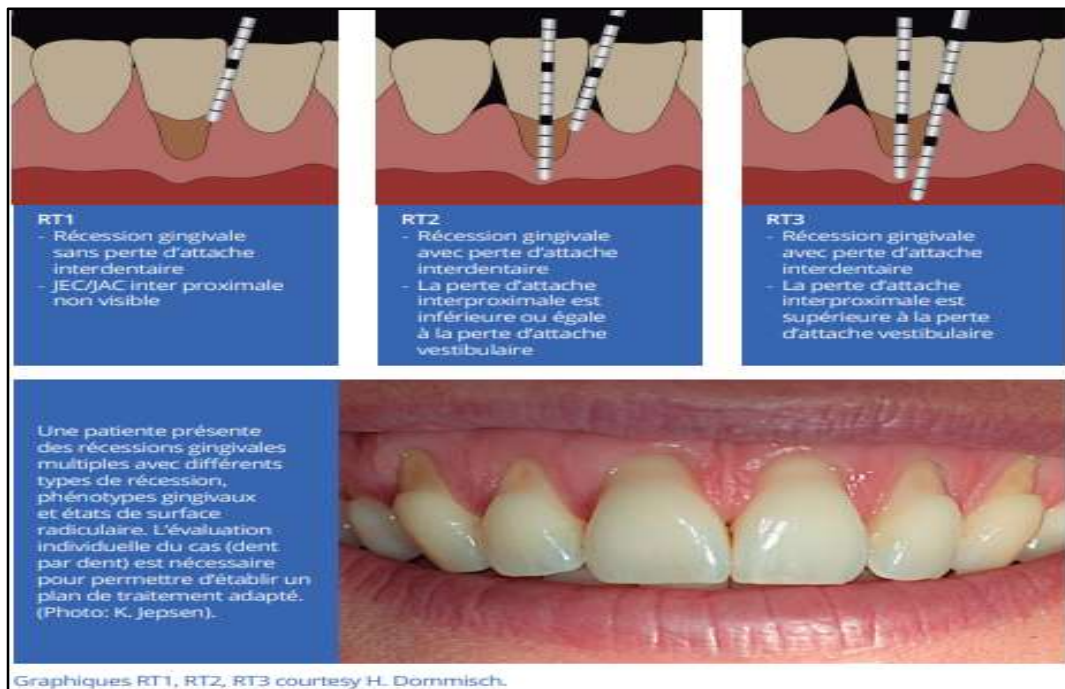 RT1
- Récession gingivale
sans perte d'attache
interdentaire
- JEC/JAC inter proximale
non visible
RT2
- Récession gingivale
avec perte d'attache
interdentaire
- La perte d'attache
interproximale est
inférieure ou égale
à la perte d'attache
vestibulaire
RT3
- Récession gingivale
avec perte d'attache
interdentaire
- La perte d'attache
interproximale est
supérieure à la perte
d'attache vestibulaire
Une patiente présente
des récessions gingivales
multiples avec différents
types de récession,
phénotypes gingivaux
et états de surface
radiculaire. L'évaluation
individuelle du cas (dent
par dent) est nécessaire
pour permettre d'établir un
plan de traitement adapté.
(Photo: K. Jepsen).
Graphiques RT1, RT2, RT3 courtesy H. Dommisch.